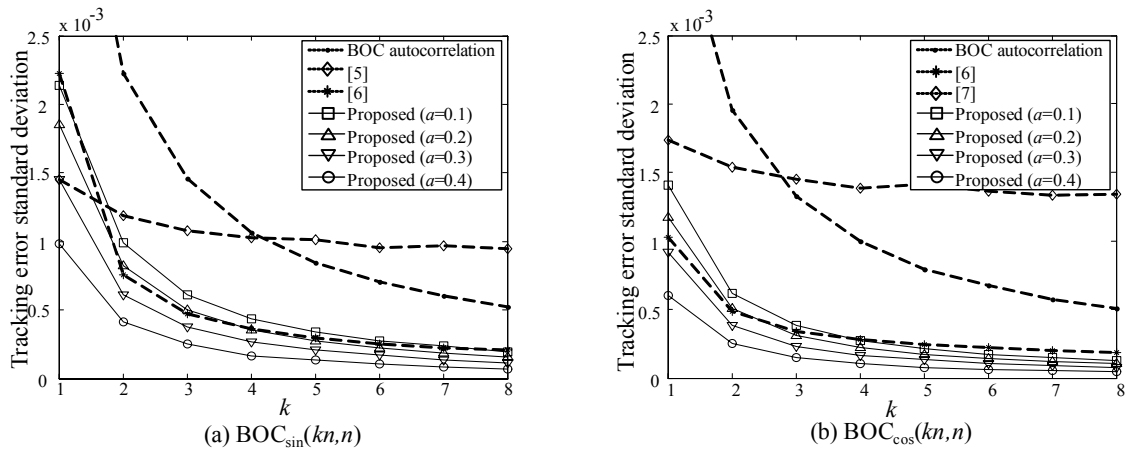 x 10⁻³
2.5
2
1.5
1
0.5
0
Tracking error standard deviation
BOC autocorrelation
[5]
[6]
Proposed (a=0.1)
Proposed (a=0.2)
Proposed (a=0.3)
Proposed (a=0.4)
1 2 3 4 5 6 7 8
k
(a) BOCsin(kn,n)
x 10⁻³
2.5
2
1.5
1
0.5
0
Tracking error standard deviation
BOC autocorrelation
[6]
[7]
Proposed (a=0.1)
Proposed (a=0.2)
Proposed (a=0.3)
Proposed (a=0.4)
1 2 3 4 5 6 7 8
k
(b) BOCcos(kn,n)